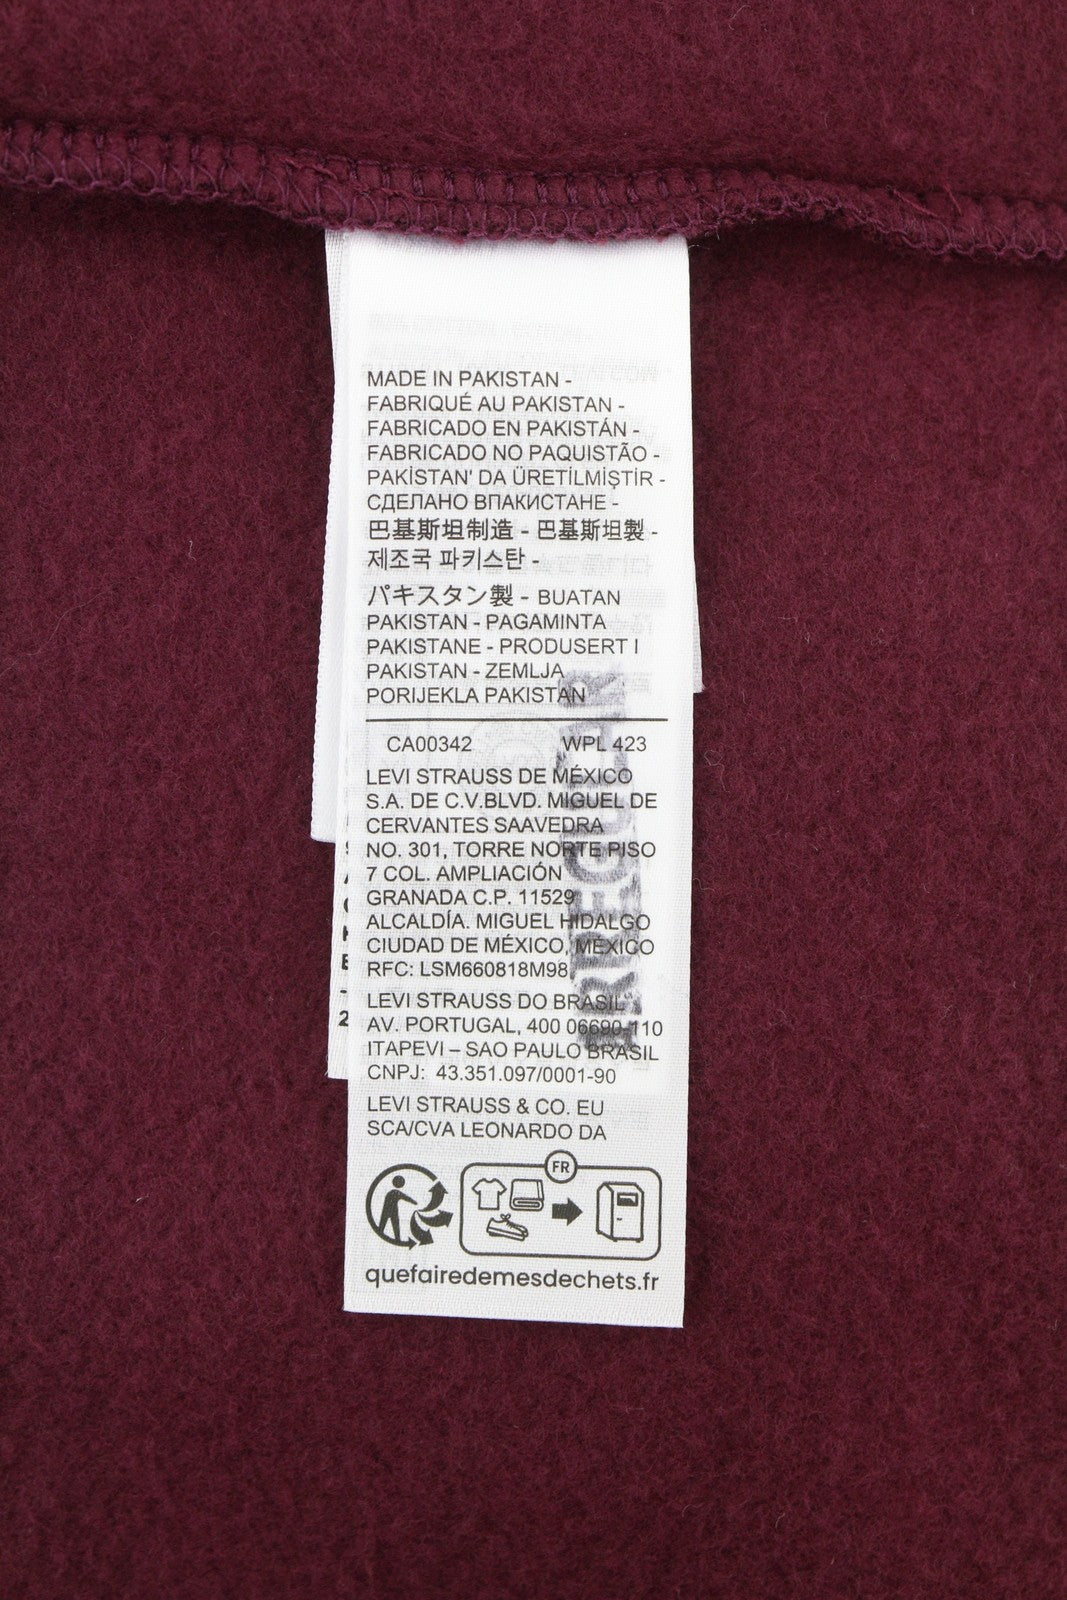 MADE IN PAKISTAN -
FABRIQUÉ AU PAKISTAN -
FABRICADO EN PAKISTÁN -
FABRICADO NO PAQUISTÃO -
PAKİSTAN' DA ÜRETİLMİŞTİR -
СДЕЛАНО ВПАКИСТАНЕ -
巴基斯坦制造 - 巴基斯坦製 -
제조국 파키스탄 -
パキスタン製 - BUATAN
PAKISTAN - PAGAMINTA
PAKISTANE - PRODUSERT I
PAKISTAN - ZEMLJA
PORIJEKLA PAKISTAN
CA00342 WPL 423
LEVI STRAUSS DE MÉXICO
S.A. DE C.V.BLVD. MIGUEL DE
CERVANTES SAAVEDRA
NO. 301, TORRE NORTE PISO
7 COL. AMPLIACIÓN
GRANADA C.P. 11529
ALCALDÍA. MIGUEL HIDALGO
CIUDAD DE MÉXICO, MÉXICO
RFC: LSM660818M98
LEVI STRAUSS DO BRASIL
AV. PORTUGAL, 400 06690-110
ITAPEVI – SAO PAULO BRASIL
CNPJ: 43.351.097/0001-90
LEVI STRAUSS & CO. EU
SCA/CVA LEONARDO DA
FR
quefairedemesdechets.fr
IRREGULAR